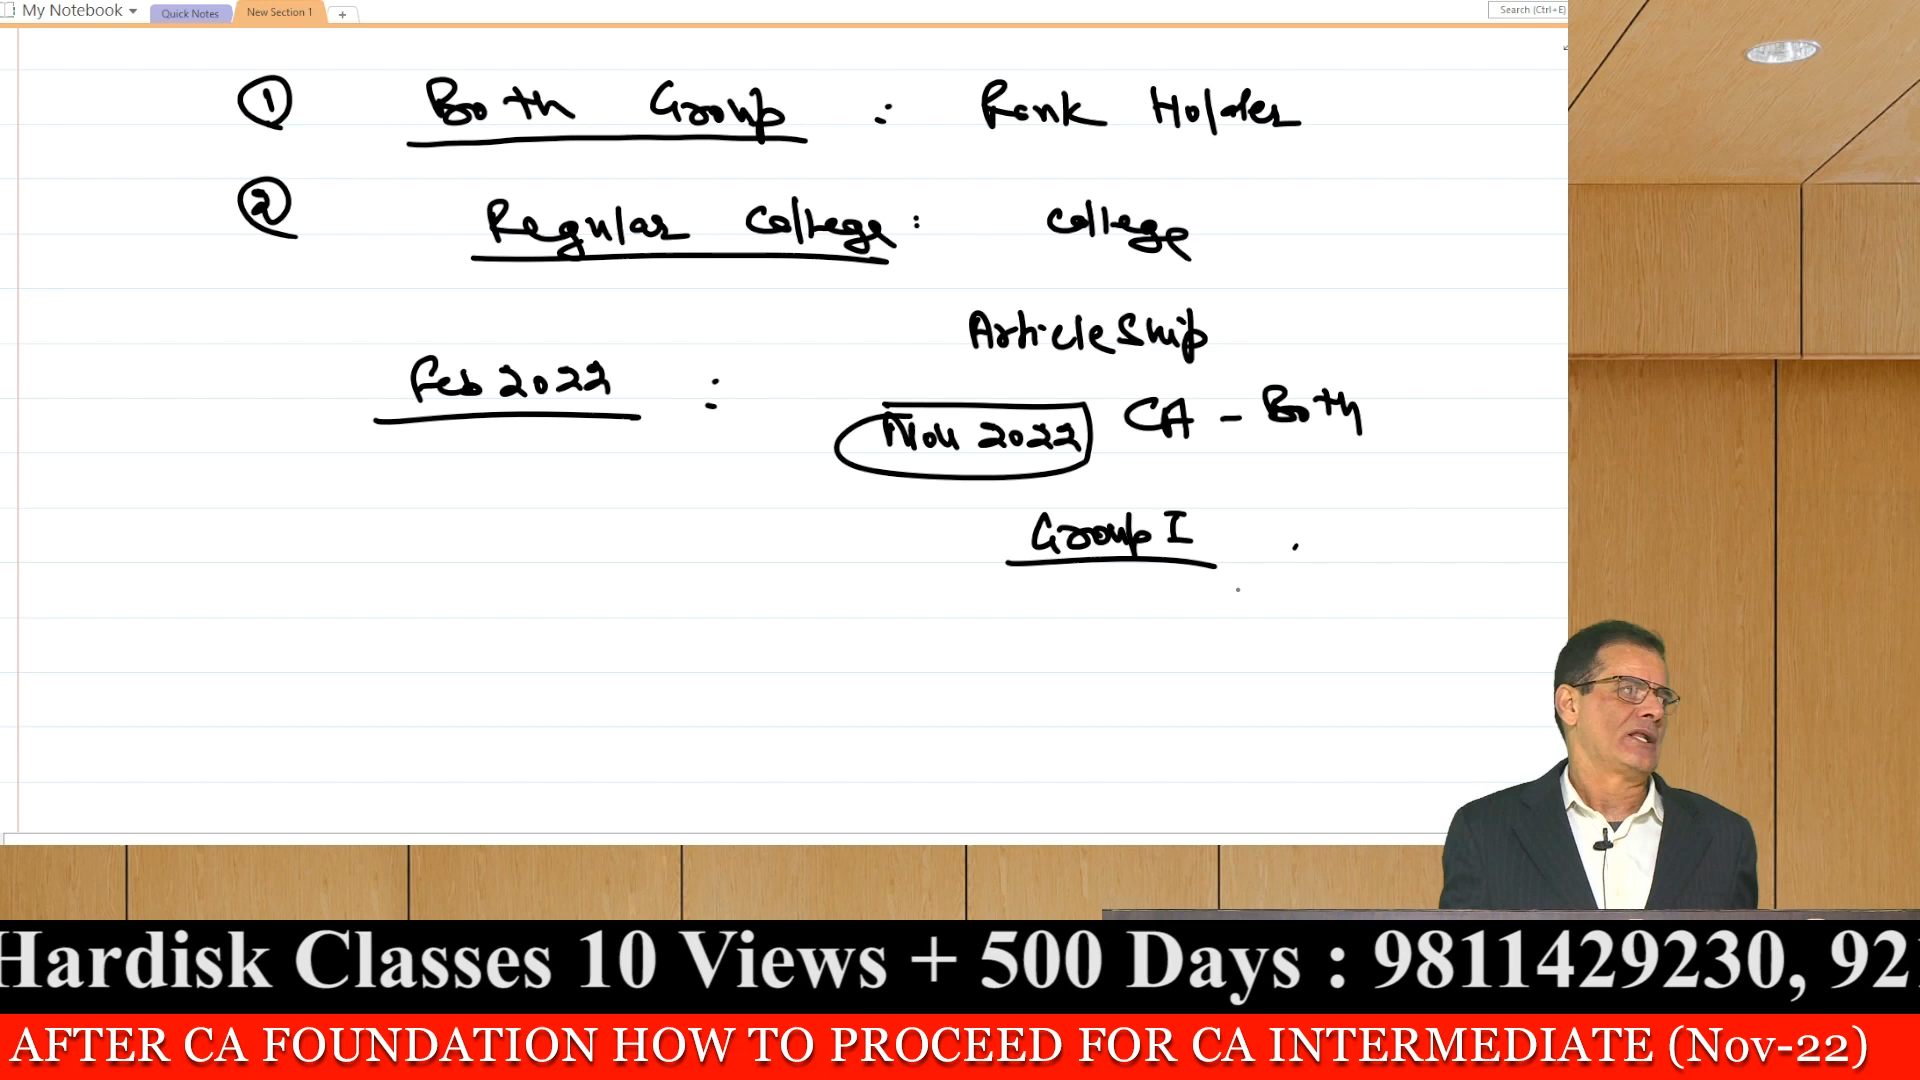 My Notebook Quick Notes New Section 1 + Search (Ctrl+E)
① Both Group : Rank Holder
② Regular College : College
ArticleShip
Feb 2022 :
Nov 2022 CA - Both
Group I
Hardisk Classes 10 Views + 500 Days : 9811429230, 92
AFTER CA FOUNDATION HOW TO PROCEED FOR CA INTERMEDIATE (Nov-22)